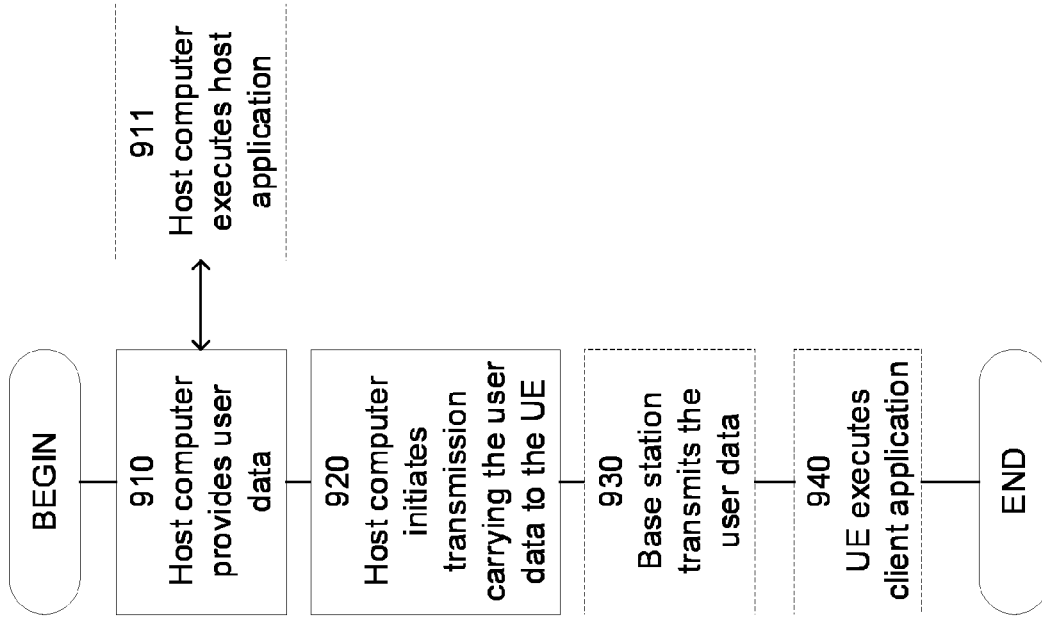 BEGIN
910
Host computer
provides user
data
911
Host computer
executes host
application
920
Host computer
initiates
transmission
carrying the user
data to the UE
930
Base station
transmits the
user data
940
UE executes
client application
END